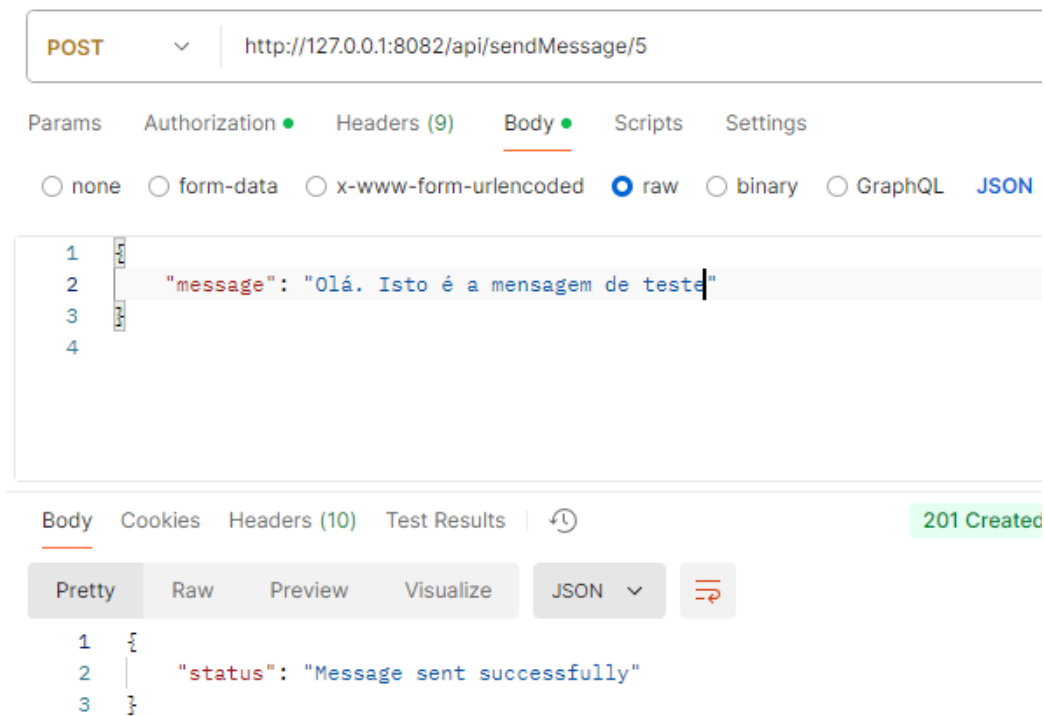 POST http://127.0.0.1:8082/api/sendMessage/5
Params Authorization Headers (9) Body Scripts Settings
none form-data x-www-form-urlencoded raw binary GraphQL JSON
1 {
2 "message": "Olá. Isto é a mensagem de teste"
3 }
4
Body Cookies Headers (10) Test Results 201 Created
Pretty Raw Preview Visualize JSON
1 {
2 "status": "Message sent successfully"
3 }